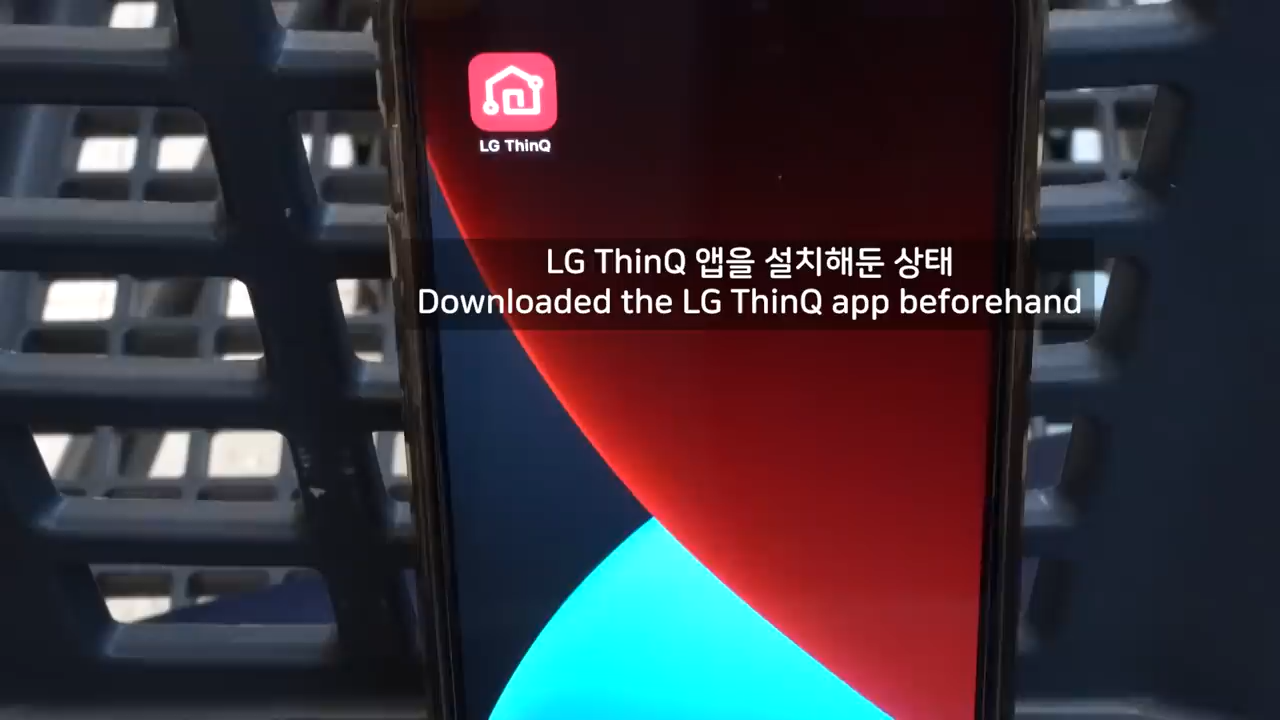 LG ThinQ
LG ThinQ 앱을 설치해둔 상태
Downloaded the LG ThinQ app beforehand